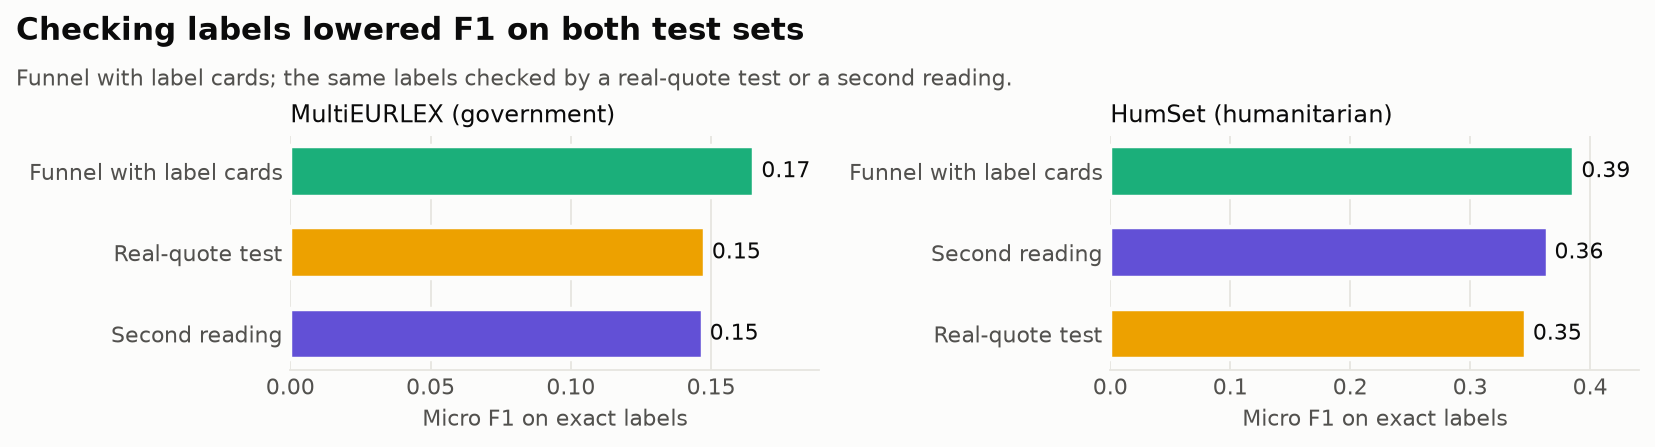 Checking labels lowered F1 on both test sets
Funnel with label cards; the same labels checked by a real-quote test or a second reading.
MultiEURLEX (government)
Funnel with label cards
0.17
Real-quote test
0.15
Second reading
0.15
0.00 0.05 0.10 0.15
Micro F1 on exact labels
HumSet (humanitarian)
Funnel with label cards
0.39
Second reading
0.36
Real-quote test
0.35
0.0 0.1 0.2 0.3 0.4
Micro F1 on exact labels